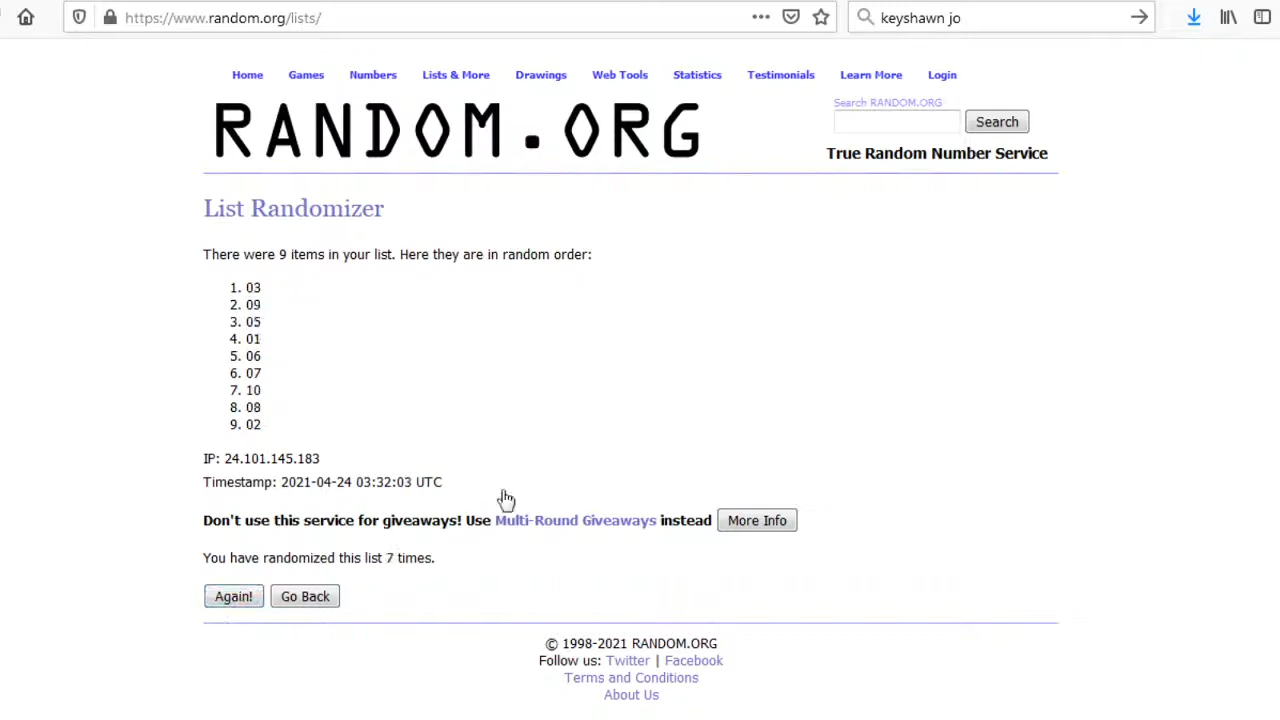 https://www.random.org/lists/
keyshawn jo
Home Games Numbers Lists & More Drawings Web Tools Statistics Testimonials Learn More Login
RANDOM.ORG
Search RANDOM.ORG
Search
True Random Number Service
List Randomizer
There were 9 items in your list. Here they are in random order:
1. 03
2. 09
3. 05
4. 01
5. 06
6. 07
7. 10
8. 08
9. 02
IP: 24.101.145.183
Timestamp: 2021-04-24 03:32:03 UTC
Don't use this service for giveaways! Use Multi-Round Giveaways instead More Info
You have randomized this list 7 times.
Again! Go Back
© 1998-2021 RANDOM.ORG
Follow us: Twitter | Facebook
Terms and Conditions
About Us